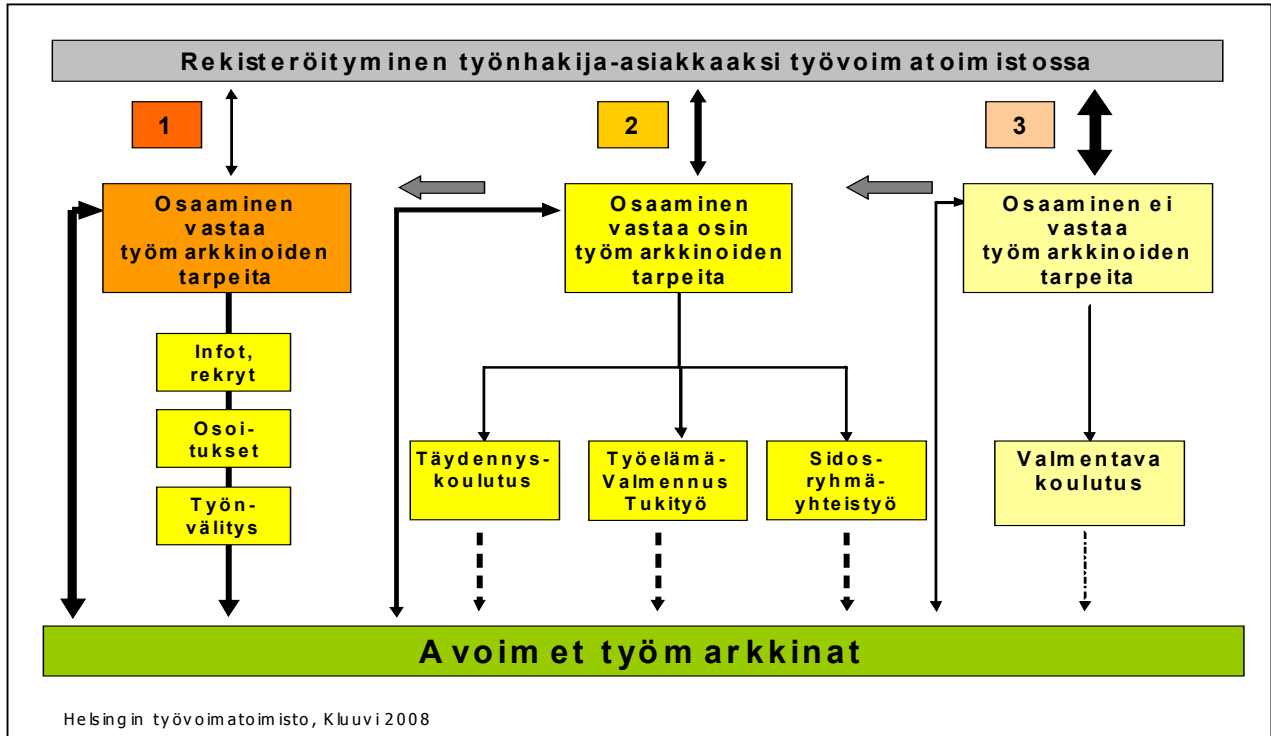 Rekisteröityminen työnhakija-asiakkaaksi työvoimatoimistossa
1
2
3
Osaaminen
vastaa
työmarkkinoiden
tarpeita
Osaaminen
vastaa osin
työmarkkinoiden
tarpeita
Osaaminen ei
vastaa
työmarkkinoiden
tarpeita
Infot,
rekryt
Osoi-
tukset
Työn-
välitys
Täydennys-
koulutus
Työelämä-
Valmennus
Tukityö
Sidos-
ryhmä-
yhteistyö
Valmentava
koulutus
Avoimet työmarkkinat
Helsingin työvoimatoimisto, Kluuvi 2008